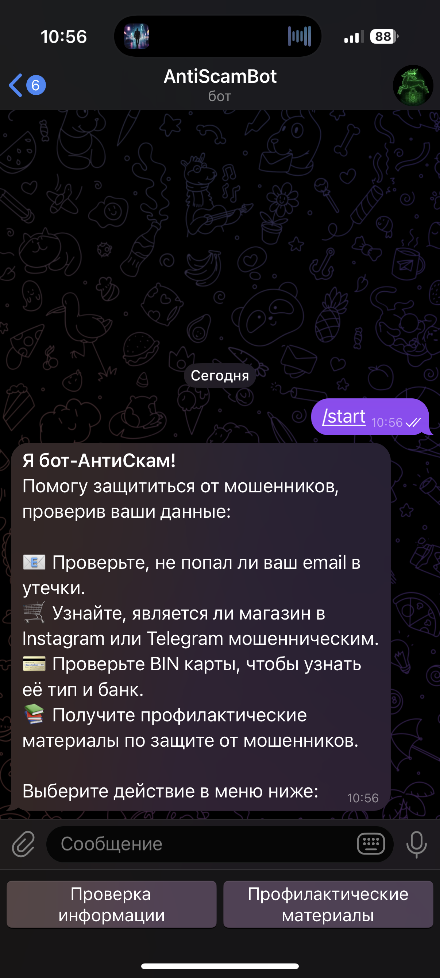 10:56
88
6
AntiScamBot
бот
Сегодня
/start 10:56
Я бот-АнтиСкам!
Помогу защититься от мошенников,
проверив ваши данные:
📧 Проверьте, не попал ли ваш email в
утечки.
🛒 Узнайте, является ли магазин в
Instagram или Telegram мошенническим.
💳 Проверьте BIN карты, чтобы узнать
её тип и банк.
📚 Получите профилактические
материалы по защите от мошенников.
Выберите действие в меню ниже:
10:56
Сообщение
Проверка
информации
Профилактические
материалы